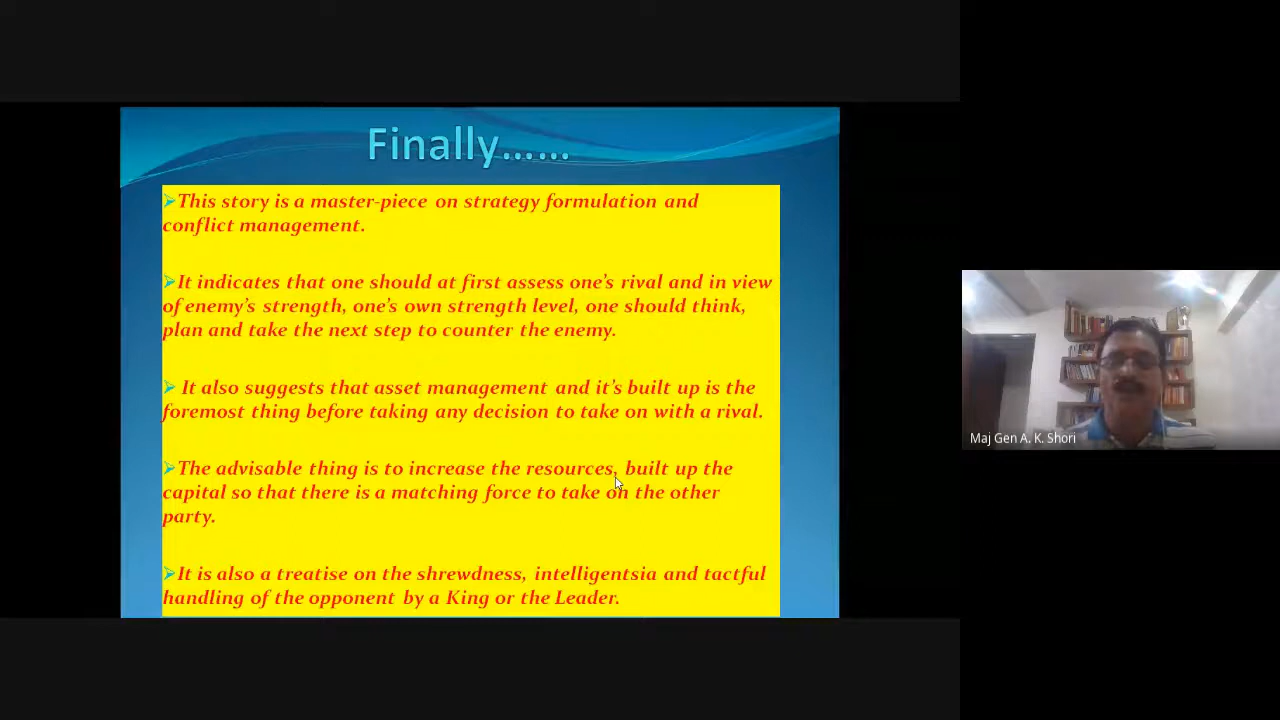 Finally......
➢This story is a master-piece on strategy formulation and
conflict management.
➢It indicates that one should at first assess one’s rival and in view
of enemy’s strength, one’s own strength level, one should think,
plan and take the next step to counter the enemy.
➢ It also suggests that asset management and it’s built up is the
foremost thing before taking any decision to take on with a rival.
➢The advisable thing is to increase the resources, built up the
capital so that there is a matching force to take on the other
party.
➢It is also a treatise on the shrewdness, intelligentsia and tactful
handling of the opponent by a King or the Leader.
Maj Gen A. K. Shori